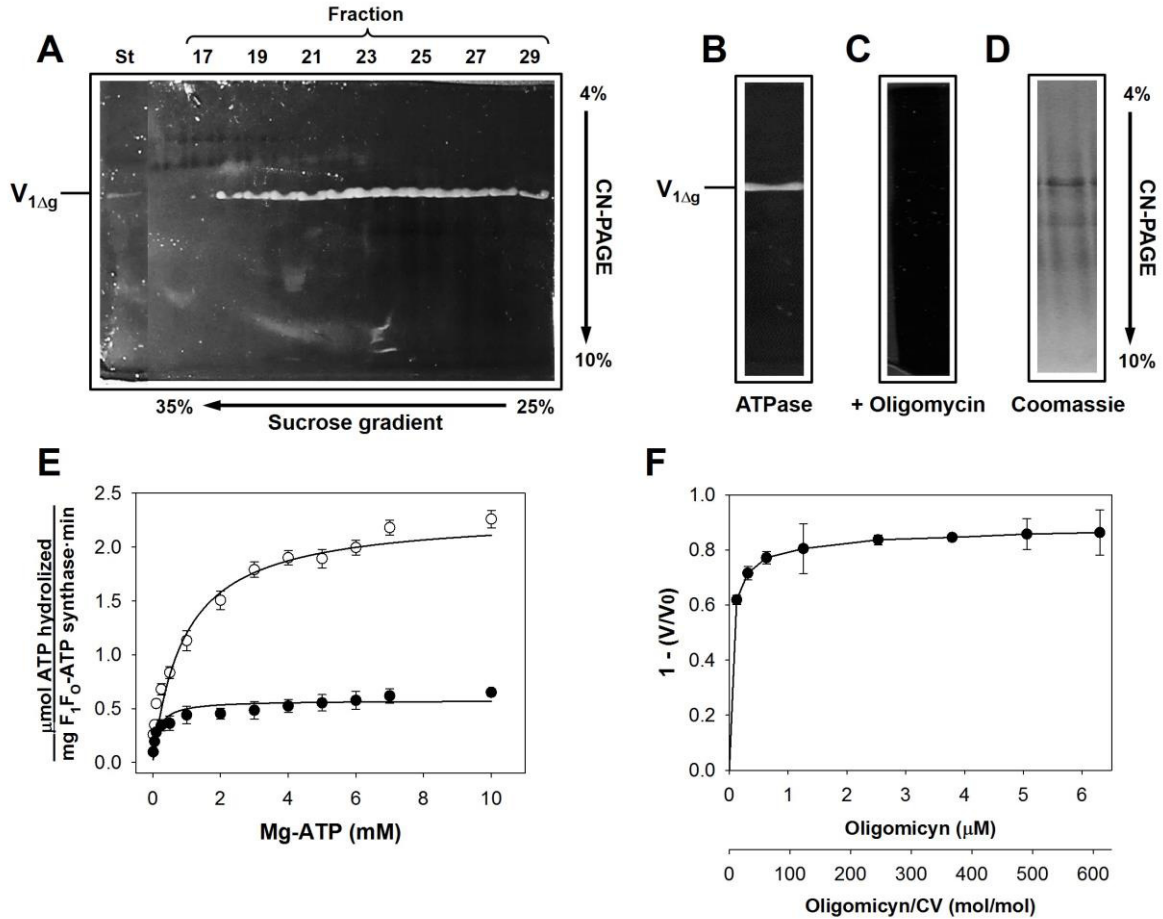 Fraction
A
St 17 19 21 23 25 27 29
V1Δg
4%
CN-PAGE
10%
35% 25%
Sucrose gradient
B C D
V1Δg
4%
CN-PAGE
10%
ATPase + Oligomycin Coomassie
E
μmol ATP hydrolized
mg F1FO-ATP synthase·min
2.5
2.0
1.5
1.0
0.5
0.0
0 2 4 6 8 10
Mg-ATP (mM)
F
1 - (V/V0)
1.0
0.8
0.6
0.4
0.2
0.0
0 1 2 3 4 5 6
Oligomicyn (μM)
0 100 200 300 400 500 600
Oligomicyn/CV (mol/mol)